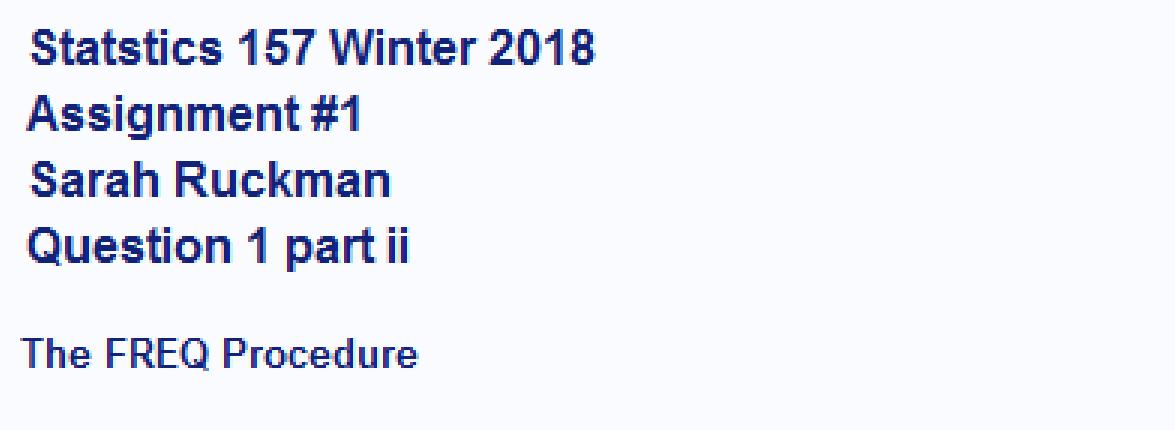 Statstics 157 Winter 2018
Assignment #1
Sarah Ruckman
Question 1 part ii
The FREQ Procedure